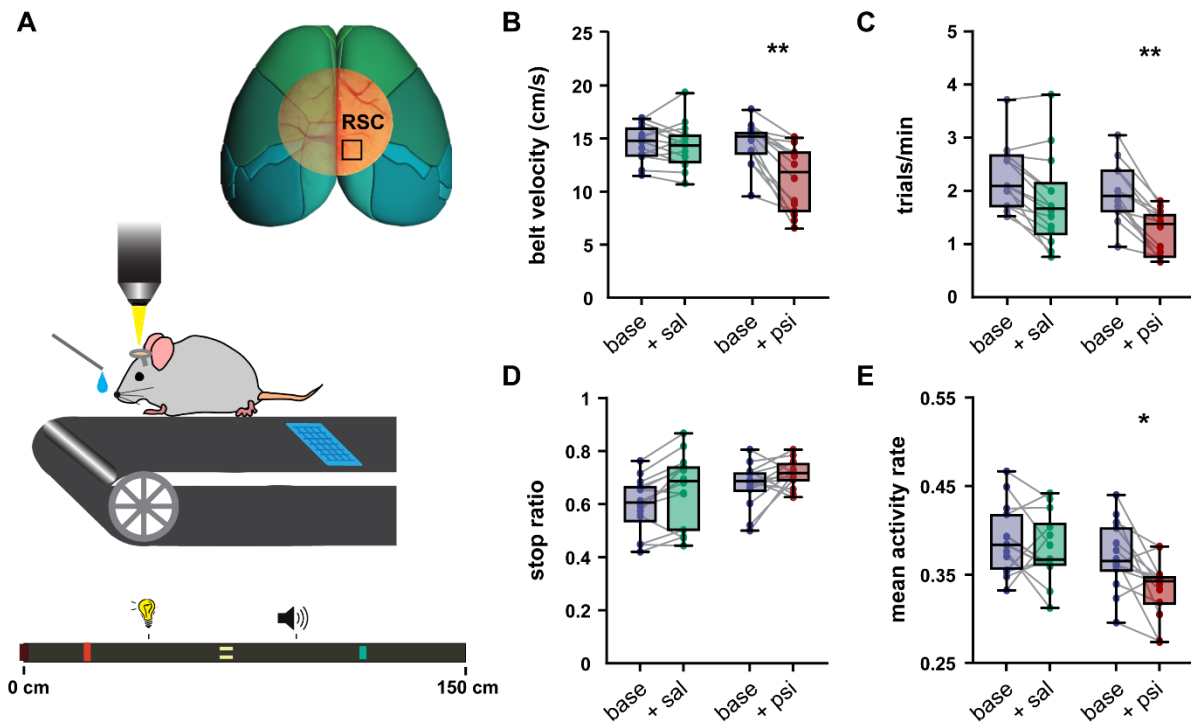 A
RSC
0 cm
150 cm
B
belt velocity (cm/s)
25
20
15
10
5
0
**
base
+ sal
base
+ psi
C
trials/min
5
4
3
2
1
0
**
base
+ sal
base
+ psi
D
stop ratio
1
0.8
0.6
0.4
0.2
0
base
+ sal
base
+ psi
E
mean activity rate
0.55
0.45
0.35
0.25
*
base
+ sal
base
+ psi